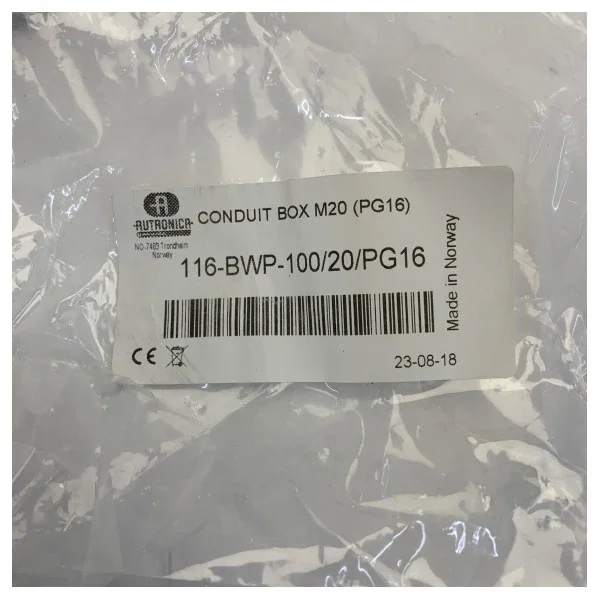 A
AUTRONICA
NO-7483 Trondheim
Norway
CONDUIT BOX M20 (PG16)
116-BWP-100/20/PG16
Made in Norway
CE
23-08-18